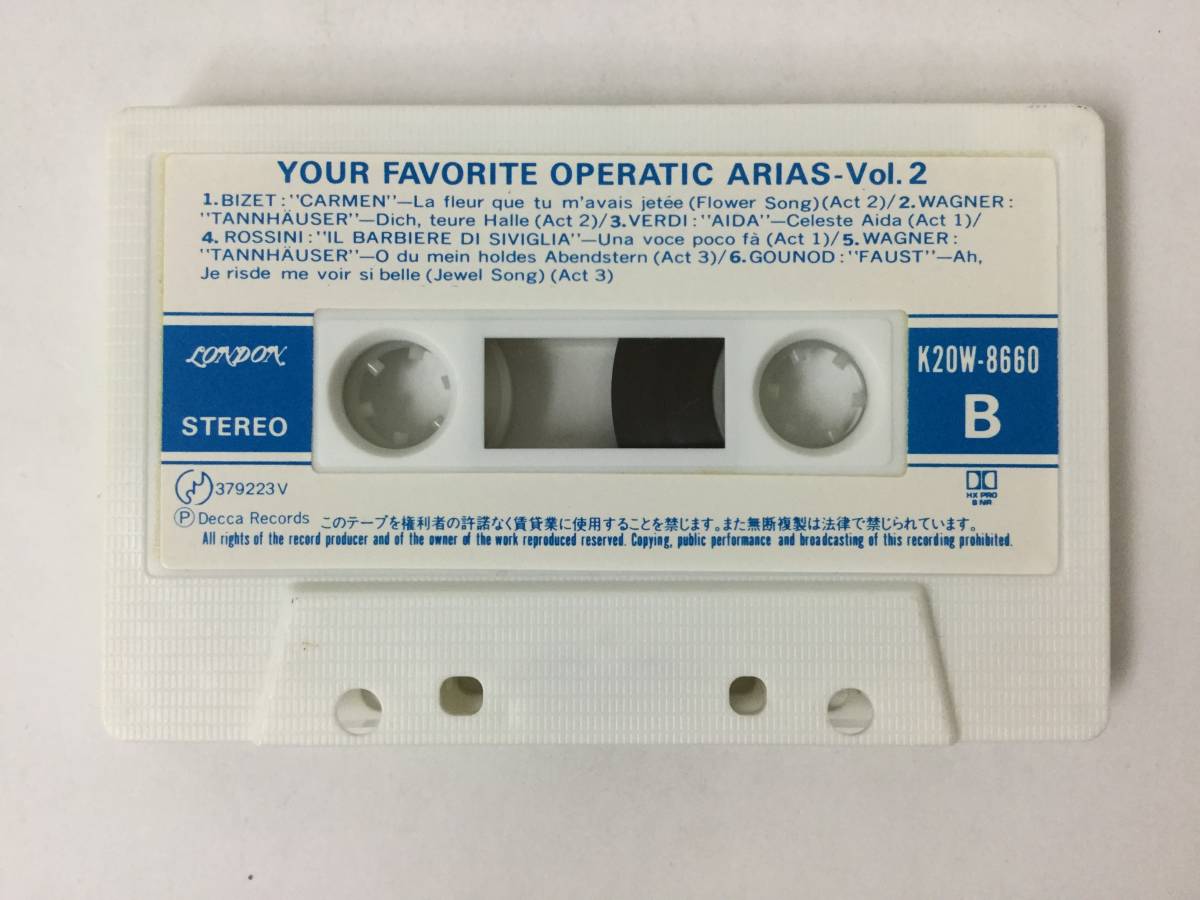 YOUR FAVORITE OPERATIC ARIAS-Vol.2
1.BIZET:"CARMEN"—La fleur que tu m'avais jetée (Flower Song)(Act 2)/2.WAGNER:
"TANNHÄUSER"—Dich, teure Halle (Act 2)/3.VERDI:"AIDA"—Celeste Aida (Act 1)/
4. ROSSINI:"IL BARBIERE DI SIVIGLIA"—Una voce poco fà (Act 1)/5.WAGNER:
"TANNHÄUSER"—O du mein holdes Abendstern (Act 3)/6.GOUNOD:"FAUST"—Ah,
Je risde me voir si belle (Jewel Song) (Act 3)
LONDON
STEREO
K20W-8660
B
379223V
HX PRO
B NR
Ⓟ Decca Records このテープを権利者の許諾なく賃貸業に使用することを禁じます。また無断複製は法律で禁じられています。
All rights of the record producer and of the owner of the work reproduced reserved. Copying, public performance and broadcasting of this recording prohibited.